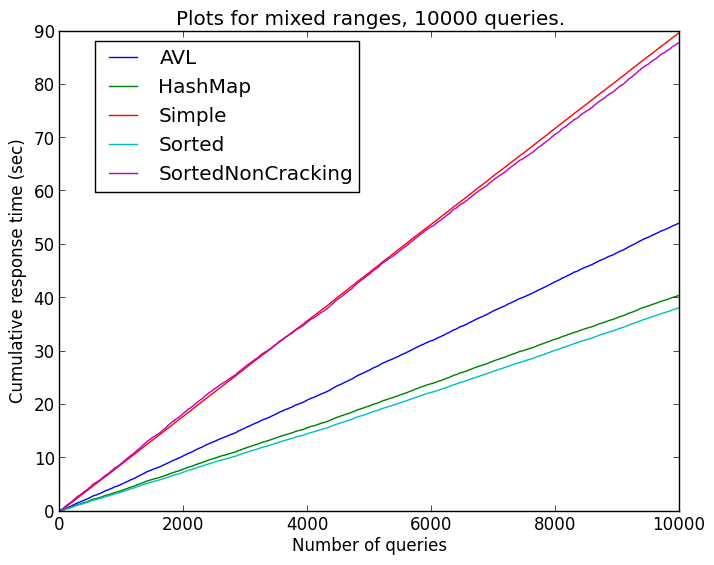 Plots for mixed ranges, 10000 queries.
90
80
70
60
50
40
30
20
10
0
Cumulative response time (sec)
AVL
HashMap
Simple
Sorted
SortedNonCracking
0 2000 4000 6000 8000 10000
Number of queries